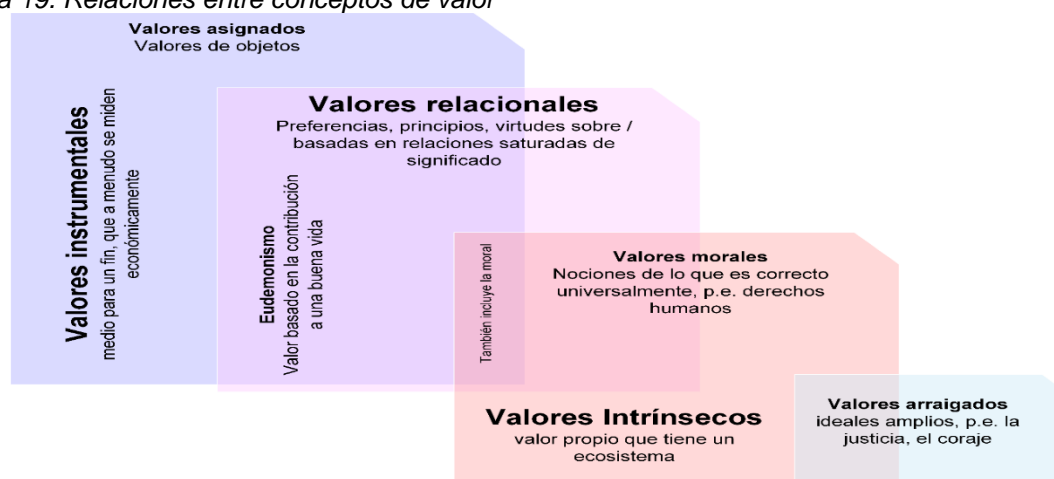 a 19. Relaciones entre conceptos de valor
Valores asignados
Valores de objetos
Valores instrumentales
medio para un fin, que a menudo se miden
económicamente
Valores relacionales
Preferencias, principios, virtudes sobre /
basadas en relaciones saturadas de
significado
Eudemonismo
Valor basado en la contribución
a una buena vida
También incluye la moral
Valores morales
Nociones de lo que es correcto
universalmente, p.e. derechos
humanos
Valores Intrínsecos
valor propio que tiene un
ecosistema
Valores arraigados
ideales amplios, p.e. la
justicia, el coraje